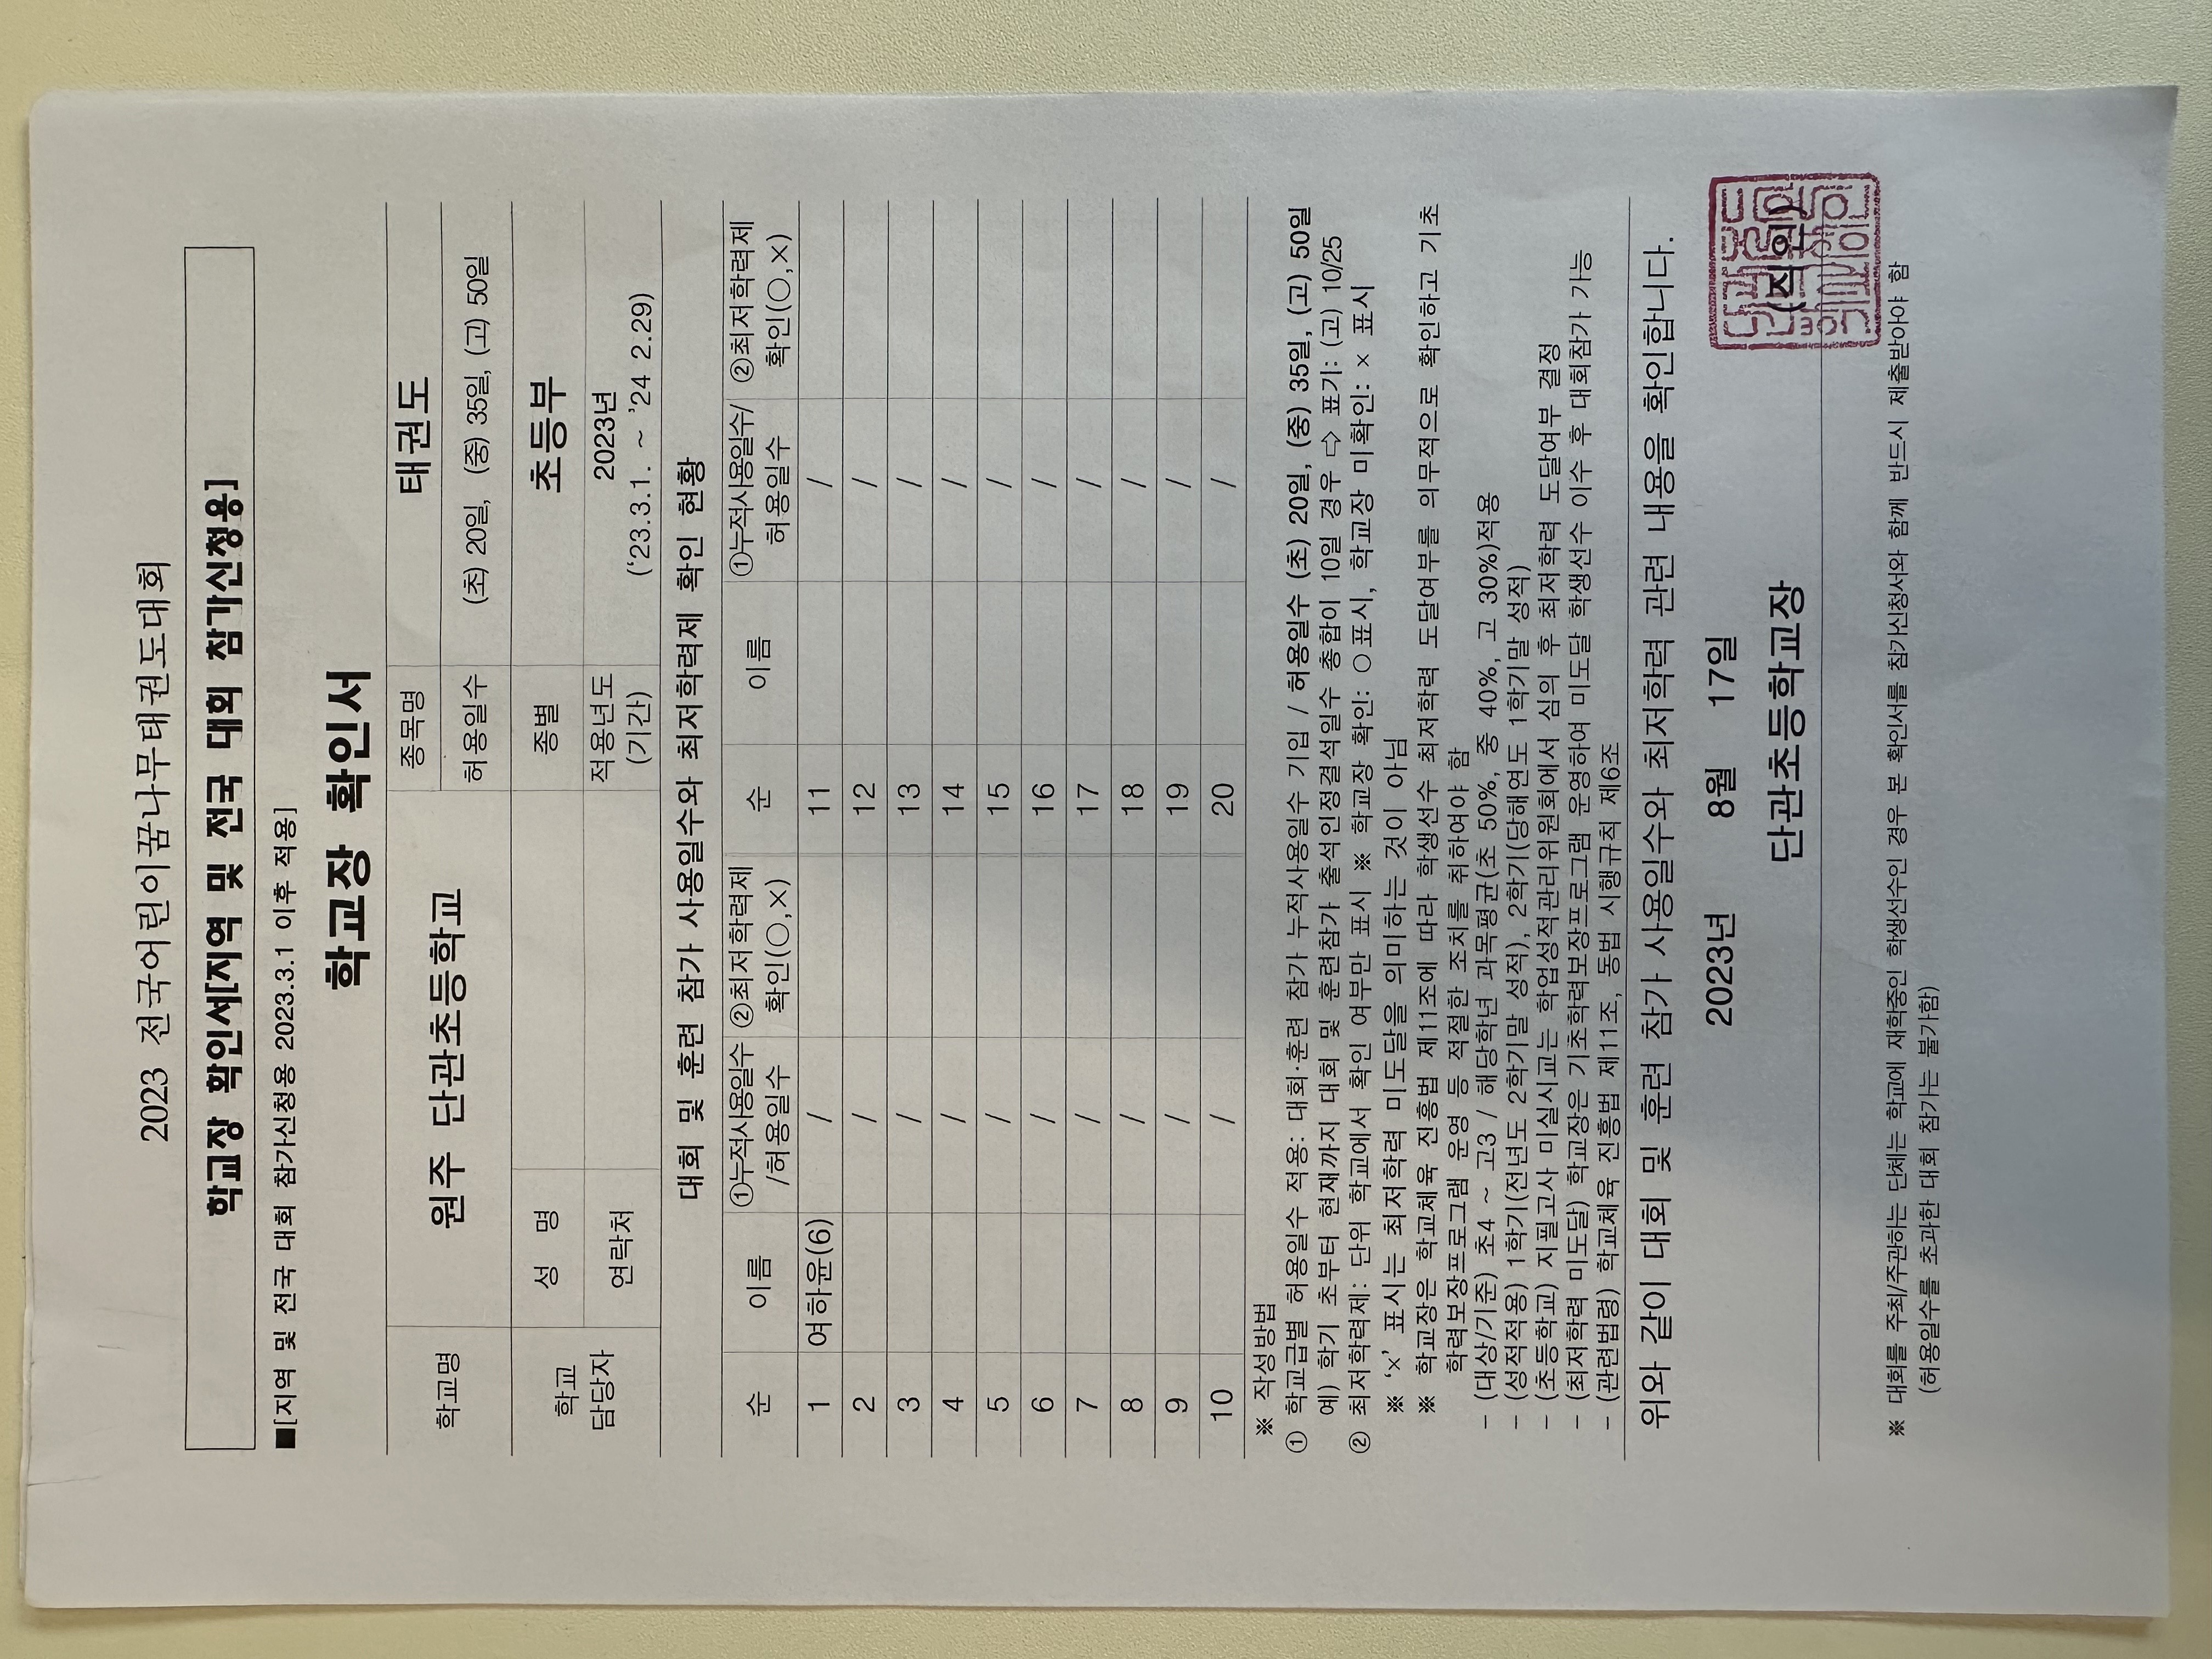 2023 전국어린이꿈나무태권도대회
학교장 확인서[지역 및 전국 대회 참가신청용]
■[지역 및 전국 대회 참가신청용 2023.3.1 이후 적용]
학교장 확인서
학교명 원주 단관초등학교 종목명 태권도
허용일수 (초) 20일, (중) 35일, (고) 50일
학교 담당자 성 명 종별 초등부
연락처 적용년도 (기간) 2023년
('23.3.1. ~ '24 2.29)
대회 및 훈련 참가 사용일수와 최저학력제 확인 현황
순 이름 ①누적사용일수 /허용일수 ②최저학력제 확인(○,×) 순 이름 ①누적사용일수/ 허용일수 ②최저학력제 확인(○,×)
1 여하윤(6) / 11 /
2 / 12 /
3 / 13 /
4 / 14 /
5 / 15 /
6 / 16 /
7 / 17 /
8 / 18 /
9 / 19 /
10 / 20 /
※ 작성방법
① 학교급별 허용일수 적용: 대회·훈련 참가 누적사용일수 기입 / 허용일수 (초) 20일, (중) 35일, (고) 50일
예) 학기 초부터 현재까지 대회 및 훈련참가 출석인정결석일수 총합이 10일 경우 ⇨ 표기: (고) 10/25
② 최저학력제: 단위 학교에서 확인 여부만 표시 ※ 학교장 확인: ○표시, 학교장 미확인: × 표시
※ '×' 표시는 최저학력 미도달을 의미하는 것이 아님
※ 학교장은 학교체육 진흥법 제11조에 따라 학생선수 최저학력 도달여부를 의무적으로 확인하고 기초
학력보장프로그램 운영 등 적절한 조치를 취하여야 함
- (대상/기준) 초4 ~ 고3 / 해당학년 과목평균(초 50%, 중 40%, 고 30%)적용
- (성적적용) 1학기(전년도 2학기말 성적), 2학기(당해연도 1학기말 성적)
- (초등학교) 지필고사 미실시교는 학업성적관리위원회에서 심의 후 최저학력 도달여부 결정
- (최저학력 미도달) 학교장은 기초학력보장프로그램 운영하여 미도달 학생선수 이수 후 대회참가 가능
- (관련법령) 학교체육 진흥법 제11조, 동법 시행규칙 제6조
위와 같이 대회 및 훈련 참가 사용일수와 최저학력 관련 내용을 확인합니다.
2023년 8월 17일
단관초등학교장 (직인)
※ 대회를 주최/주관하는 단체는 학교에 재학중인 학생선수인 경우 본 확인서를 참가신청서와 함께 반드시 제출받아야 함
(허용일수를 초과한 대회 참가는 불가함)